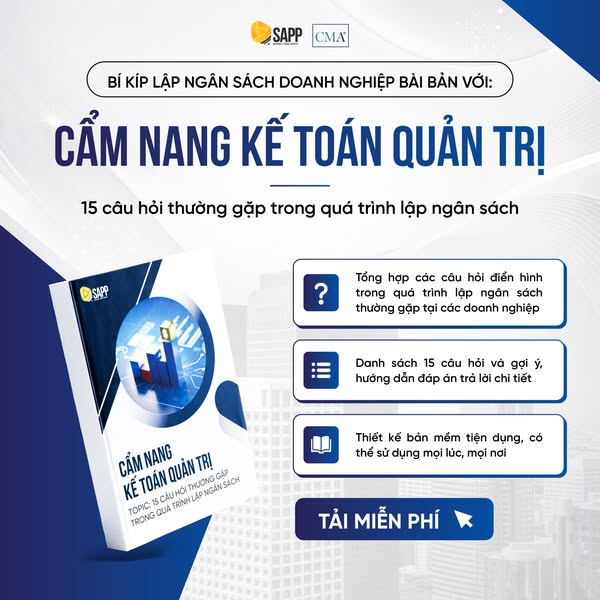 SAPP
CMA
BÍ KÍP LẬP NGÂN SÁCH DOANH NGHIỆP BÀI BẢN VỚI:
CẨM NANG KẾ TOÁN QUẢN TRỊ
15 câu hỏi thường gặp trong quá trình lập ngân sách
Tổng hợp các câu hỏi điển hình
trong quá trình lập ngân sách
thường gặp tại các doanh nghiệp
?
Danh sách 15 câu hỏi và gợi ý,
hướng dẫn đáp án trả lời chi tiết
Thiết kế bản mềm tiện dụng, có
thể sử dụng mọi lúc, mọi nơi
TẢI MIỄN PHÍ
SAPP
CẨM NANG
KẾ TOÁN QUẢN TRỊ
TOPIC: 15 CÂU HỎI THƯỜNG GẶP
TRONG QUÁ TRÌNH LẬP NGÂN SÁCH